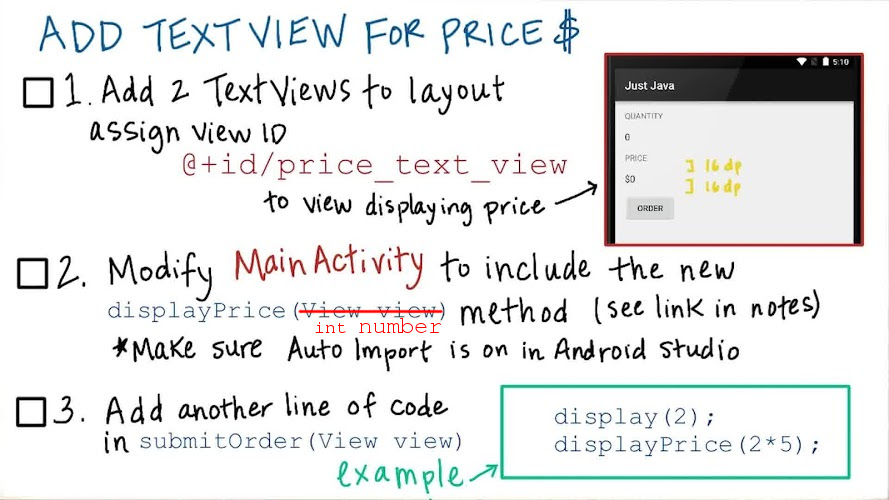 ADD TEXT VIEW FOR PRICE $
1. Add 2 TextViews to layout
assign view ID
@+id/price_text_view
to view displaying price
5:10
Just Java
QUANTITY
0
PRICE
] 16 dp
$0
] 16 dp
ORDER
2. Modify MainActivity to include the new
displayPrice(View view) method (see link in notes)
int number
*Make sure Auto Import is on in Android Studio
3. Add another line of code
in submitOrder(View view)
example
display(2);
displayPrice(2*5);